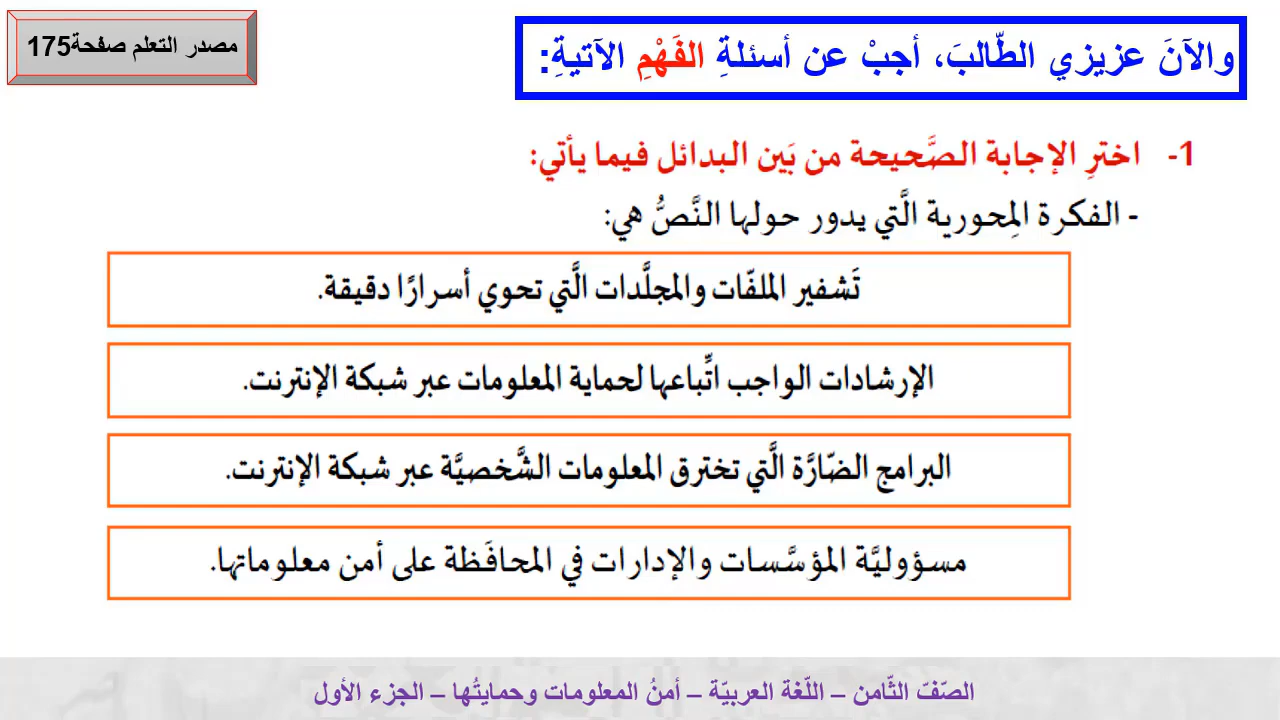 والآنَ عزيزي الطّالبَ، أجبْ عن أسئلةِ الفَهْمِ الآتيةِ:
مصدر التعلم صفحة175
1- اخترِ الإجابة الصَّحيحة من بَين البدائل فيما يأتي:
- الفكرة المِحورية الَّتي يدور حولها النَّصُّ هي:
تَشفير الملفّات والمجلَّدات الَّتي تحوي أسرارًا دقيقة.
الإرشادات الواجب اتِّباعها لحماية المعلومات عبر شبكة الإنترنت.
البرامج الضّارَّة الَّتي تخترق المعلومات الشَّخصيَّة عبر شبكة الإنترنت.
مسؤوليَّة المؤسَّسات والإدارات في المحافَظة على أمن معلوماتها.
الصّفّ الثّامن – اللّغة العربيّة – أمنُ المعلومات وحمايتُها – الجزء الأول